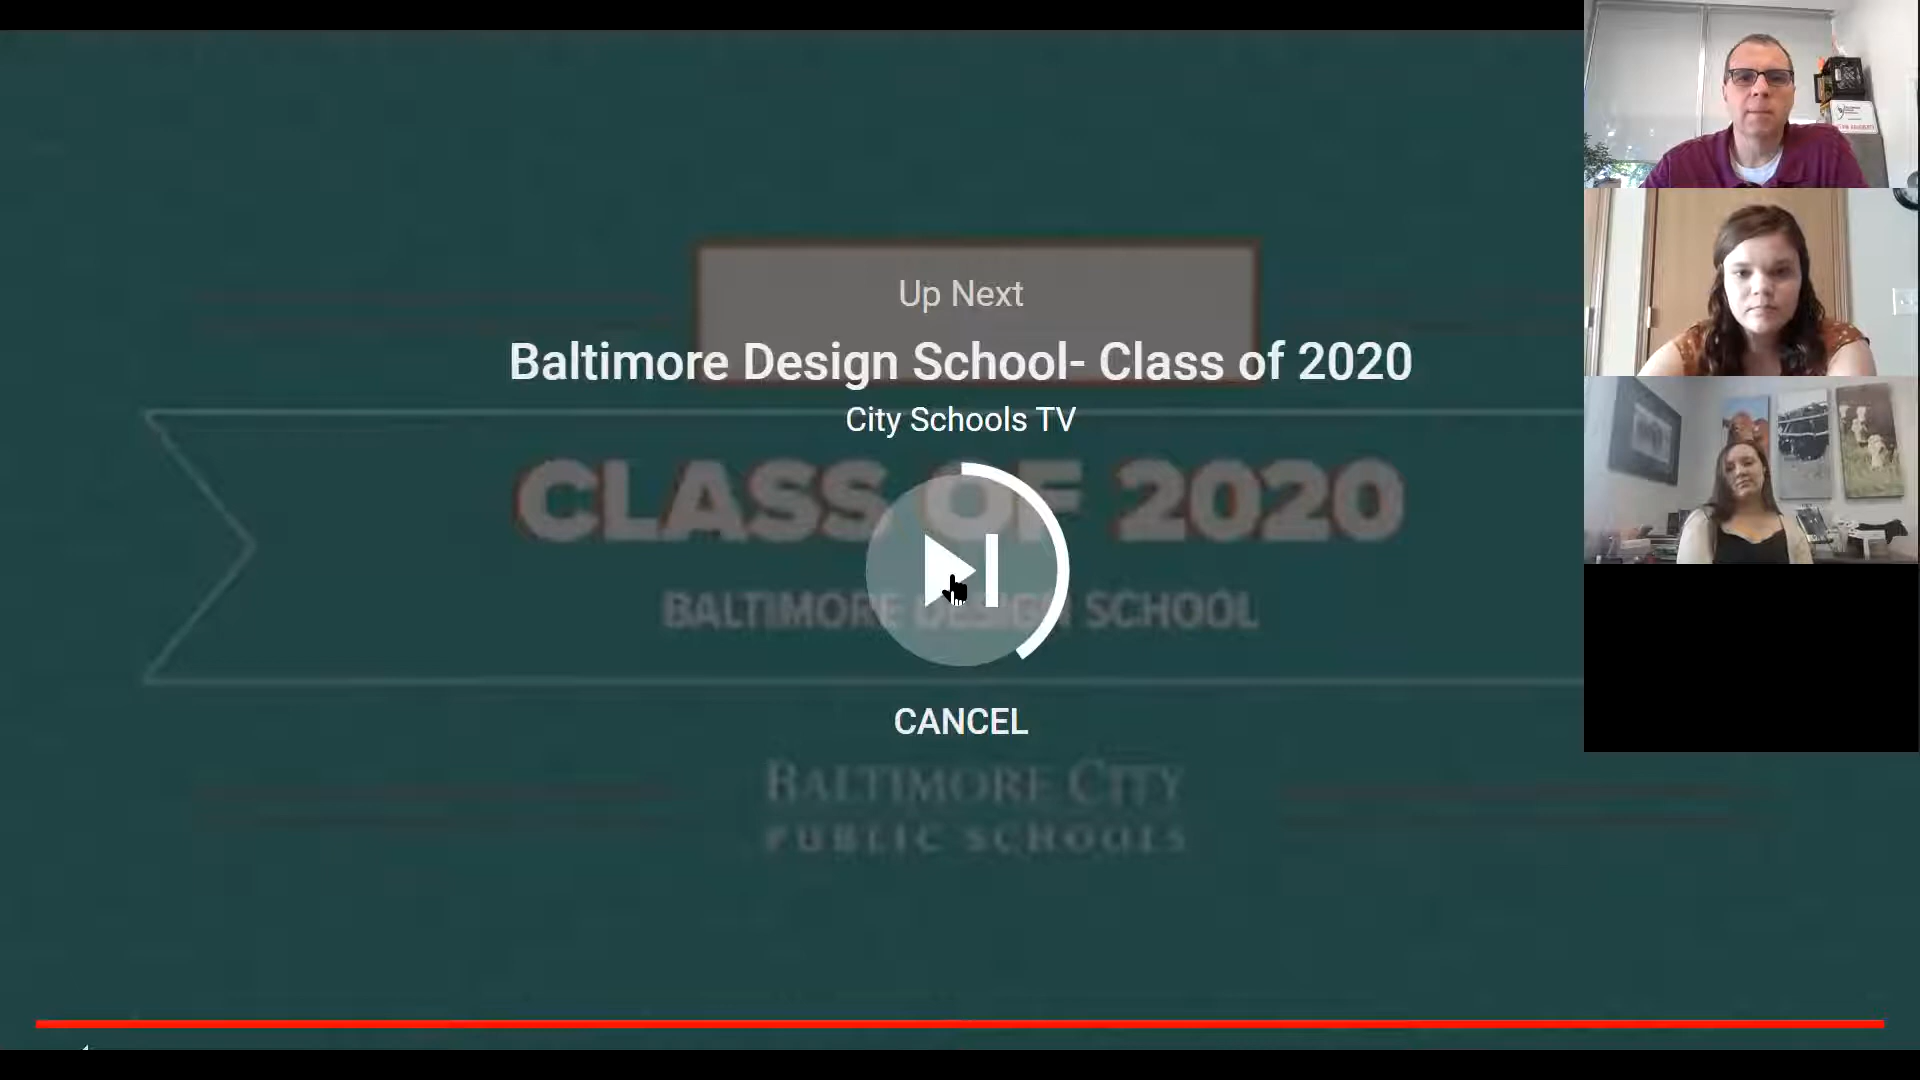 Up Next
Baltimore Design School- Class of 2020
City Schools TV
CLASS OF 2020
BALTIMORE DESIGN SCHOOL
CANCEL
BALTIMORE CITY
PUBLIC SCHOOLS